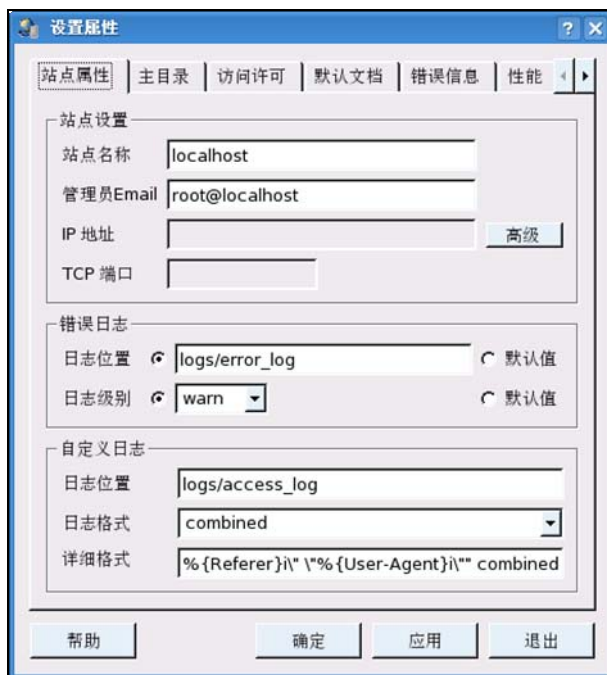 设置属性
站点属性 主目录 访问许可 默认文档 错误信息 性能
站点设置
站点名称 localhost
管理员Email root@localhost
IP 地址 高级
TCP 端口
错误日志
日志位置 logs/error_log 默认值
日志级别 warn 默认值
自定义日志
日志位置 logs/access_log
日志格式 combined
详细格式 %{Referer}i\" \"%{User-Agent}i\"" combined
帮助 确定 应用 退出